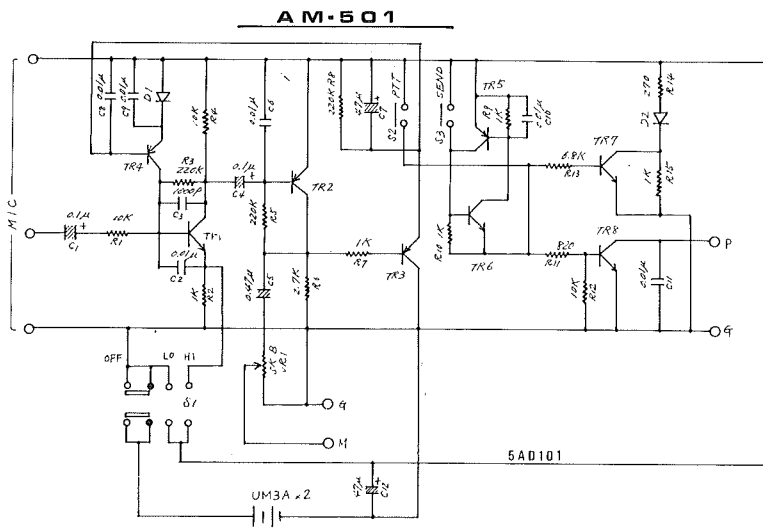 AM-501
MIC
C8 0.01μ
C9 0.01μ
D1
TR4
10K
R4
R3
220K
1000P
C3
0.1μ
C1
10K
R1
TR1
0.01μ
C2
1K
R2
0.01μ
C6
0.1μ
C4
TR2
220K
R5
0.47μ
C5
2.7K
R6
5K B
VR1
220K R8
47μ
C7
S2 PTT
S3 SEND
TR5
R9
1K
0.01μ
C10
1K
R7
TR3
R10 1K
TR6
6.8K
R13
TR7
820
R11
10K
R12
TR8
270
R14
D2
1K
R15
0.01μ
C11
P
G
OFF
LO
HI
S1
G
M
5AD101
UM3A×2
47μ
C12